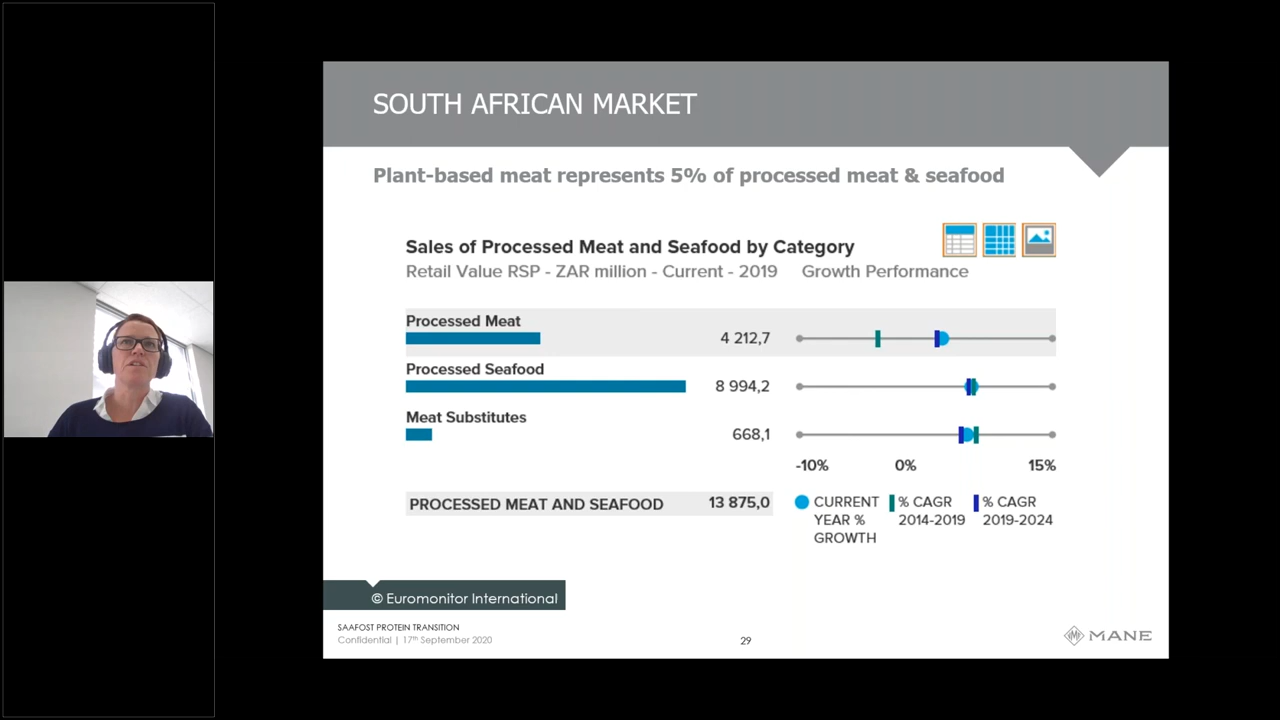 SOUTH AFRICAN MARKET
Plant-based meat represents 5% of processed meat & seafood
Sales of Processed Meat and Seafood by Category
Retail Value RSP - ZAR million - Current - 2019 Growth Performance
Processed Meat
4 212,7
Processed Seafood
8 994,2
Meat Substitutes
668,1
-10% 0% 15%
PROCESSED MEAT AND SEAFOOD 13 875,0
CURRENT YEAR % GROWTH
% CAGR 2014-2019
% CAGR 2019-2024
© Euromonitor International
SAAFOST PROTEIN TRANSITION
Confidential | 17th September 2020
29
MANE